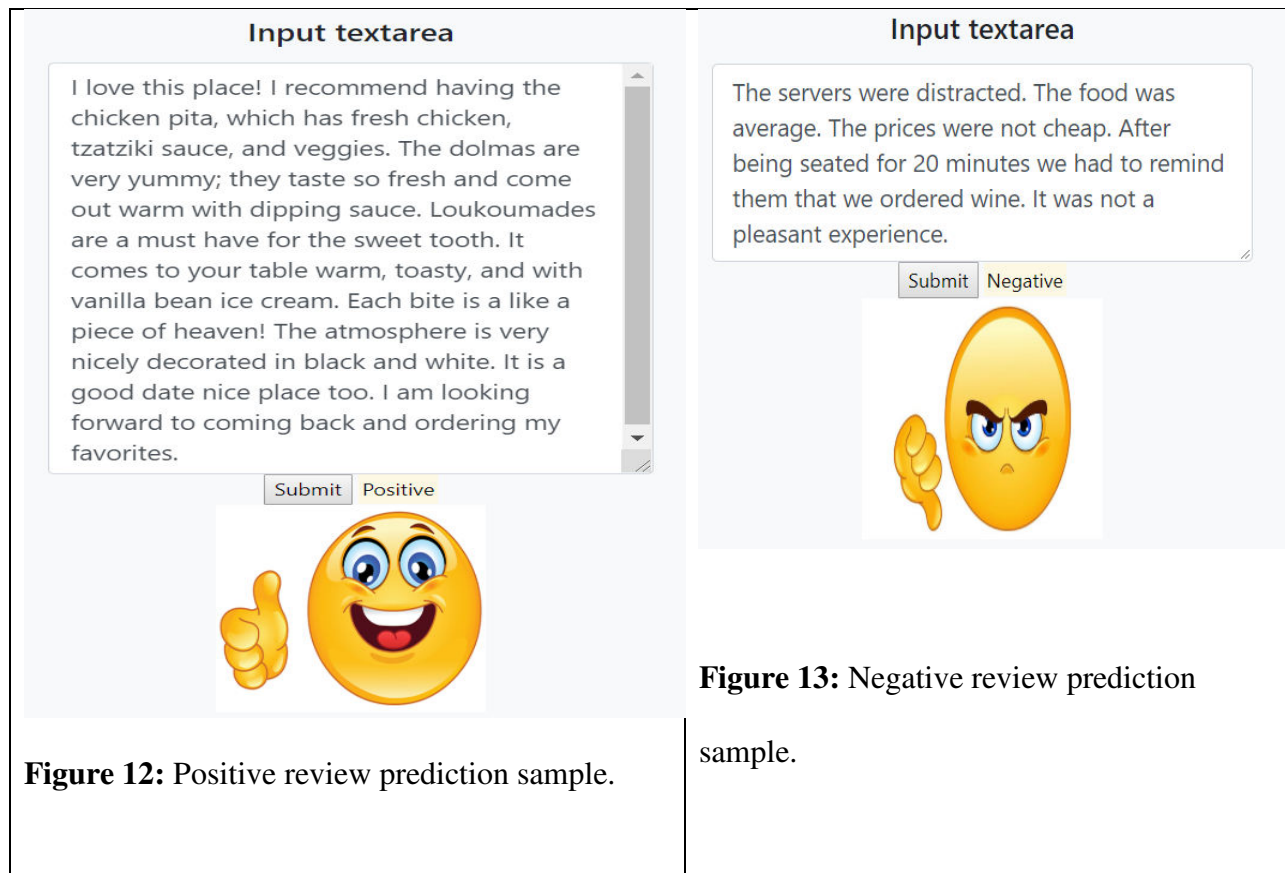 Input textarea
I love this place! I recommend having the
chicken pita, which has fresh chicken,
tzatziki sauce, and veggies. The dolmas are
very yummy; they taste so fresh and come
out warm with dipping sauce. Loukoumades
are a must have for the sweet tooth. It
comes to your table warm, toasty, and with
vanilla bean ice cream. Each bite is a like a
piece of heaven! The atmosphere is very
nicely decorated in black and white. It is a
good date nice place too. I am looking
forward to coming back and ordering my
favorites.
Submit Positive
Figure 12: Positive review prediction sample.
Input textarea
The servers were distracted. The food was
average. The prices were not cheap. After
being seated for 20 minutes we had to remind
them that we ordered wine. It was not a
pleasant experience.
Submit Negative
Figure 13: Negative review prediction
sample.